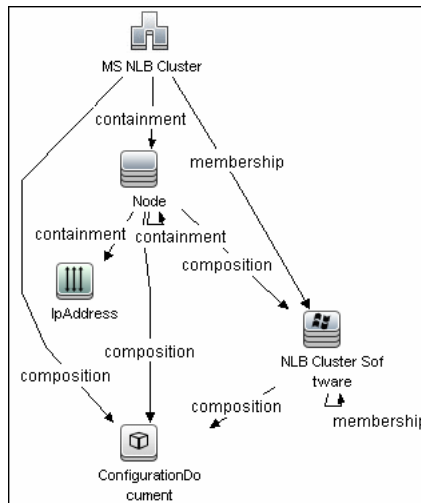 MS NLB Cluster
containment
membership
Node
containment
containment
composition
IpAddress
NLB Cluster Sof
tware
composition
composition
composition
membership
ConfigurationDo
cument